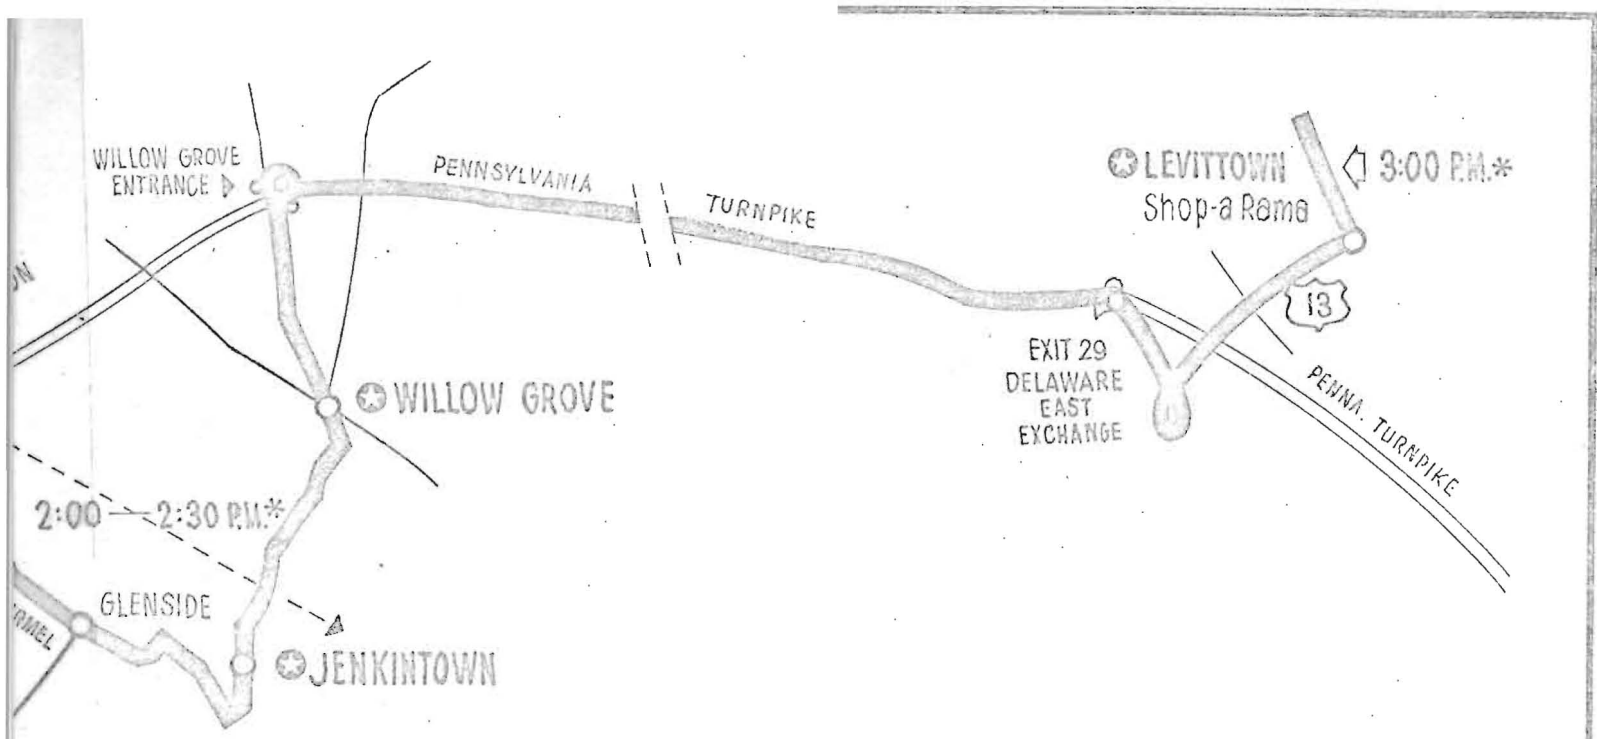 WILLOW GROVE
ENTRANCE
PENNSYLVANIA
TURNPIKE
LEVITTOWN
Shop-a Rama
3:00 P.M.*
13
EXIT 29
DELAWARE
EAST
EXCHANGE
PENNA. TURNPIKE
WILLOW GROVE
2:00 — 2:30 P.M.*
GLENSIDE
RMEL
JENKINTOWN